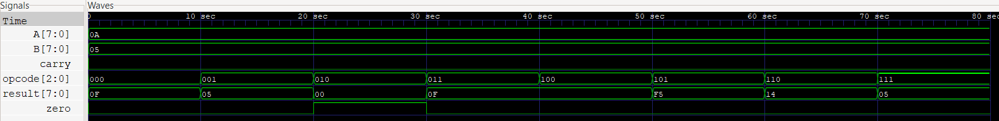 Signals Waves
Time 0 10 sec 20 sec 30 sec 40 sec 50 sec 60 sec 70 sec 80 sec
A[7:0] 0A
B[7:0] 05
carry
opcode[2:0] 000 001 010 011 100 101 110 111
result[7:0] 0F 05 00 0F F5 14 05
zero